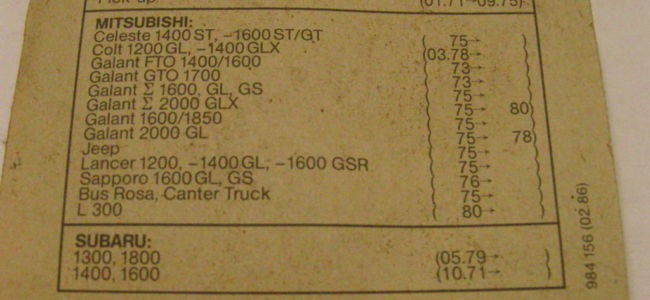 Pick-up (01.71→09.75)
MITSUBISHI:
Celeste 1400 ST, –1600 ST/GT ( 75→ )
Colt 1200 GL, –1400 GLX (03.78→ )
Galant FTO 1400/1600 ( 73→ )
Galant GTO 1700 ( 73→ )
Galant Σ 1600, GL, GS ( 75→ )
Galant Σ 2000 GLX ( 75→ 80)
Galant 1600/1850 ( 75→ )
Galant 2000 GL ( 75→ 78)
Jeep ( 75→ )
Lancer 1200, –1400 GL, –1600 GSR ( 75→ )
Sapporo 1600 GL, GS ( 76→ )
Bus Rosa, Canter Truck ( 75→ )
L 300 ( 80→ )
SUBARU:
1300, 1800 (05.79→ )
1400, 1600 (10.71→ )
984 156 (02.86)